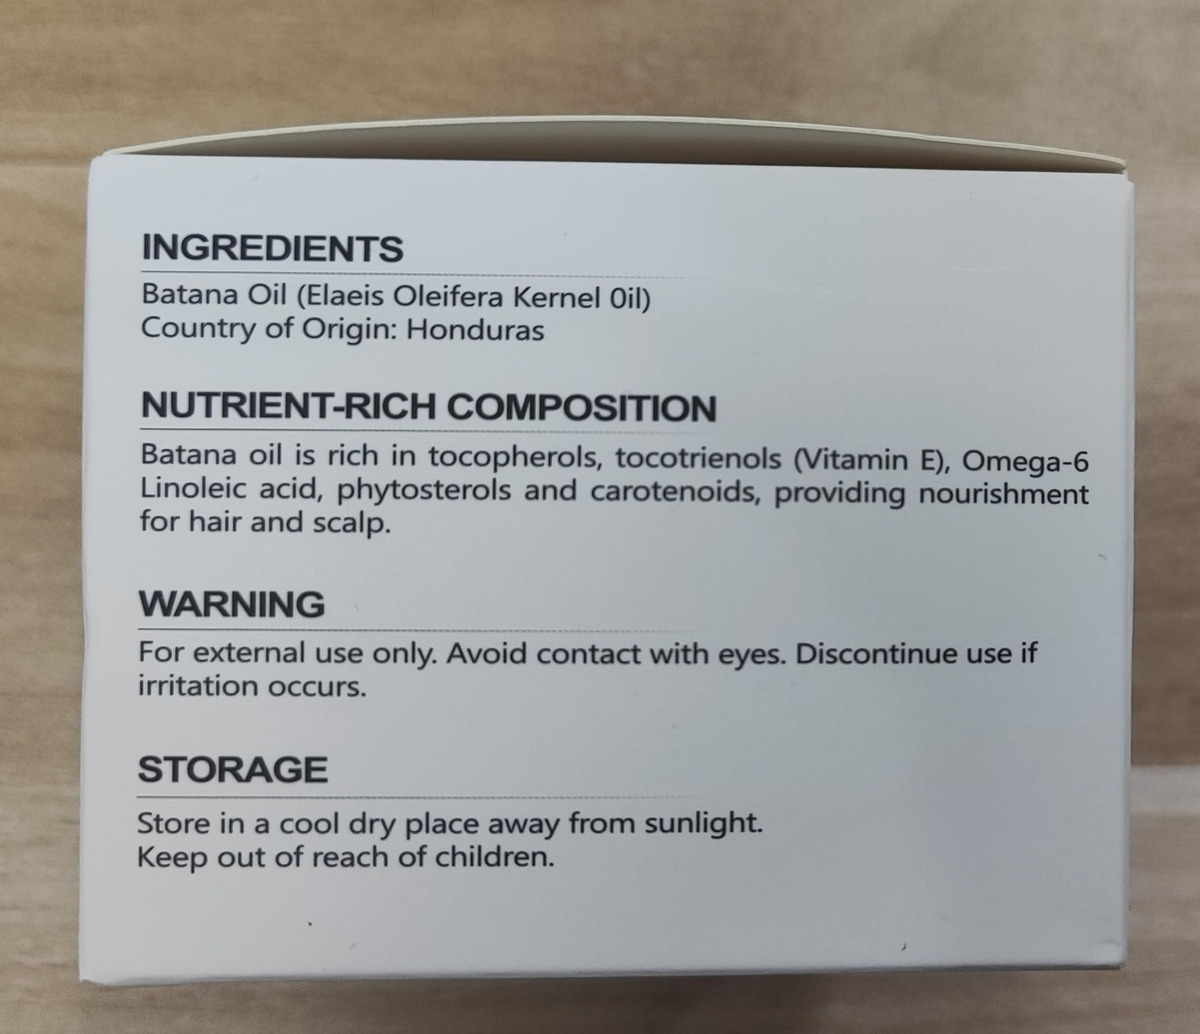 INGREDIENTS
Batana Oil (Elaeis Oleifera Kernel 0il)
Country of Origin: Honduras
NUTRIENT-RICH COMPOSITION
Batana oil is rich in tocopherols, tocotrienols (Vitamin E), Omega-6
Linoleic acid, phytosterols and carotenoids, providing nourishment
for hair and scalp.
WARNING
For external use only. Avoid contact with eyes. Discontinue use if
irritation occurs.
STORAGE
Store in a cool dry place away from sunlight.
Keep out of reach of children.